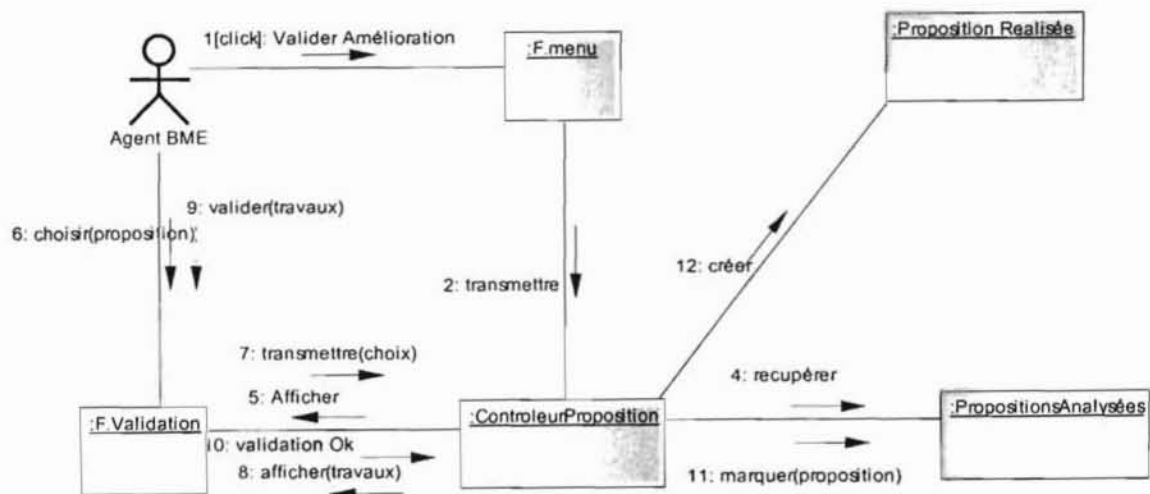 1[click]: Valider Amélioration
:F.menu
:Proposition Realisée
Agent BME
9: valider(travaux)
6: choisir(proposition)
2: transmettre
12: créer
7: transmettre(choix)
4: recupérer
5: Afficher
:F.Validation
:ControleurProposition
:PropositionsAnalysées
10: validation Ok
8: afficher(travaux)
11: marquer(proposition)